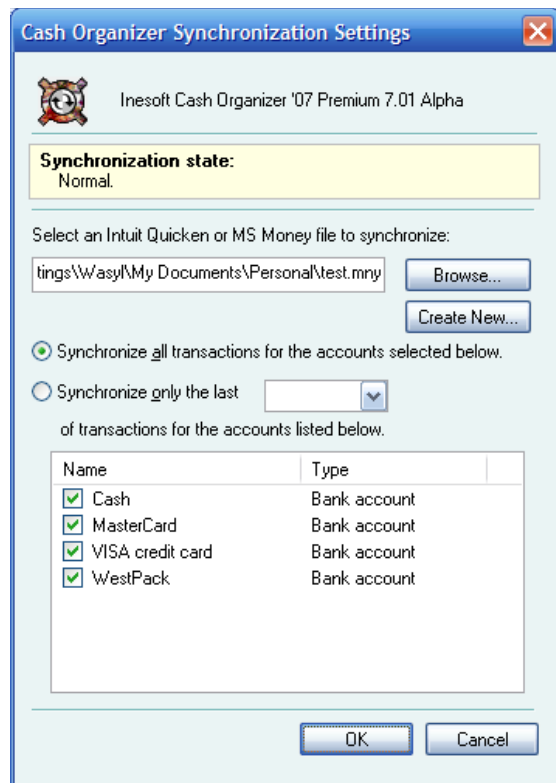 Cash Organizer Synchronization Settings
Inesoft Cash Organizer '07 Premium 7.01 Alpha
Synchronization state:
Normal.
Select an Intuit Quicken or MS Money file to synchronize:
tings\Wasyl\My Documents\Personal\test.mny
Browse...
Create New...
Synchronize all transactions for the accounts selected below.
Synchronize only the last
of transactions for the accounts listed below.
Name Type
Cash Bank account
MasterCard Bank account
VISA credit card Bank account
WestPack Bank account
OK Cancel